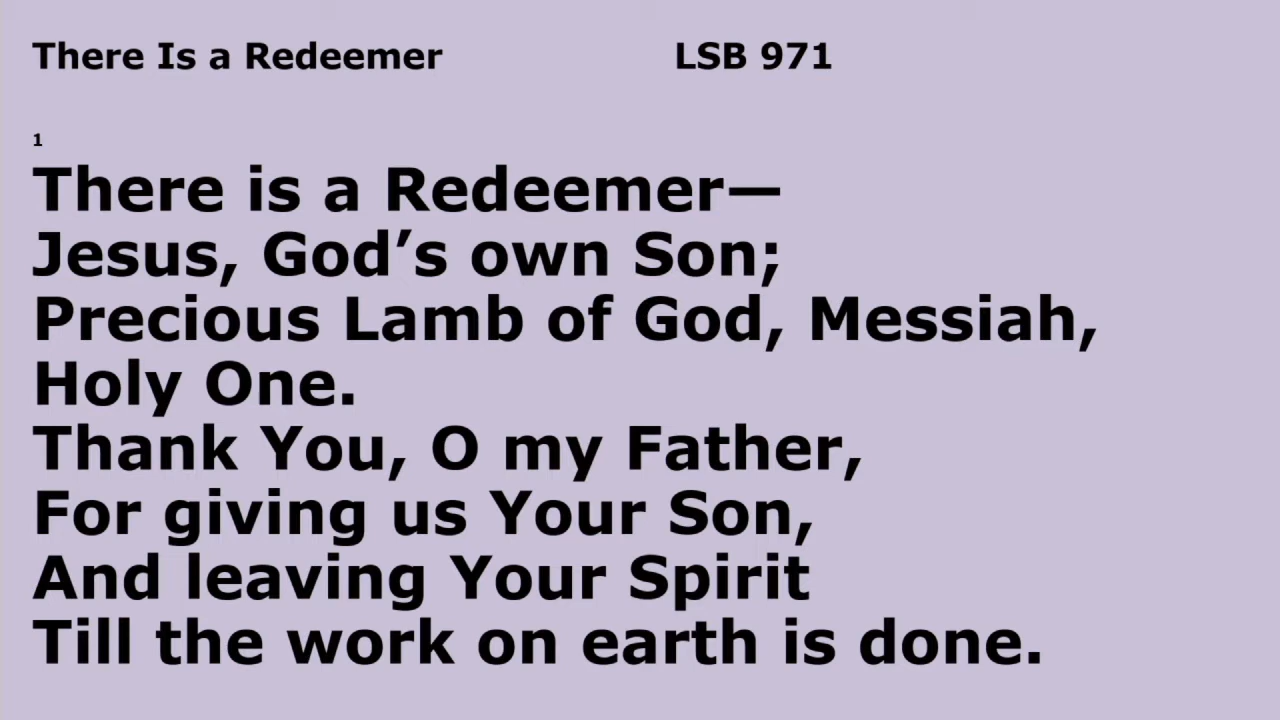 There Is a Redeemer LSB 971
1
There is a Redeemer—
Jesus, God’s own Son;
Precious Lamb of God, Messiah,
Holy One.
Thank You, O my Father,
For giving us Your Son,
And leaving Your Spirit
Till the work on earth is done.